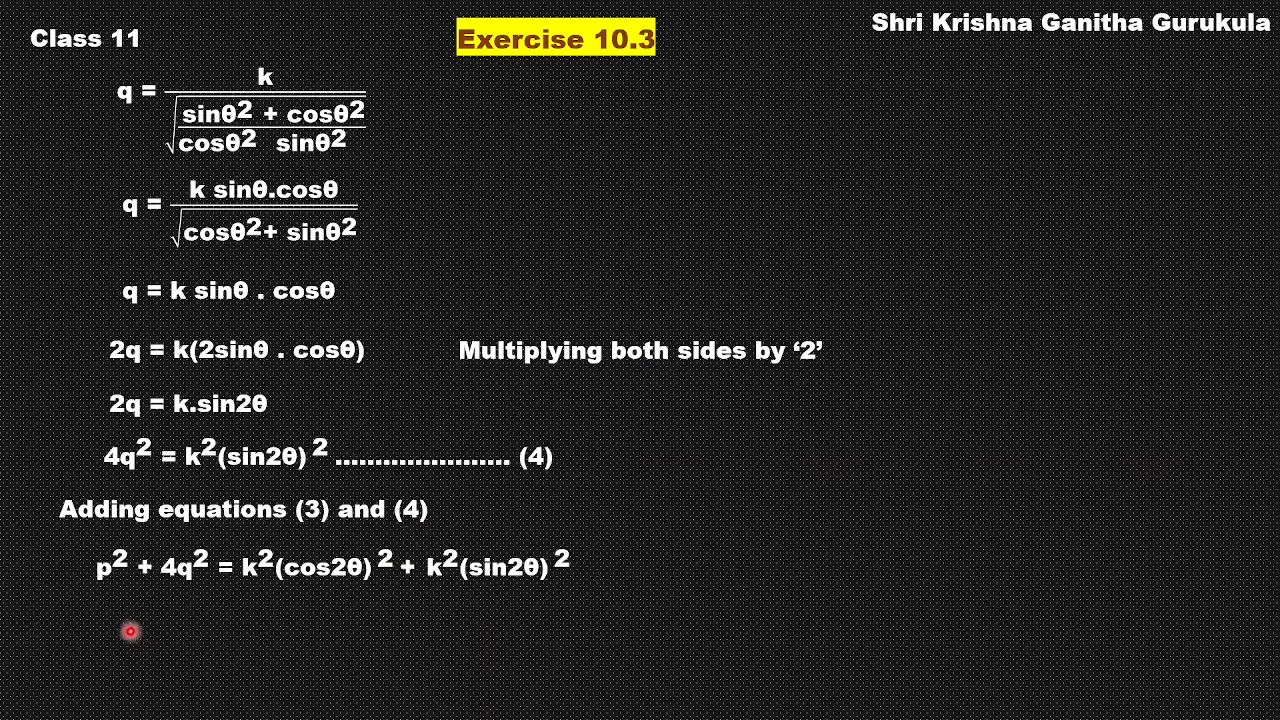 Shri Krishna Ganitha Gurukula
Class 11
Exercise 10.3
q = k
√ sinθ² + cosθ²
cosθ² sinθ²
q = k sinθ.cosθ
√ cosθ²+ sinθ²
q = k sinθ . cosθ
2q = k(2sinθ . cosθ) Multiplying both sides by ‘2’
2q = k.sin2θ
4q² = k²(sin2θ) ² ...................... (4)
Adding equations (3) and (4)
p² + 4q² = k²(cos2θ) ² + k²(sin2θ) ²